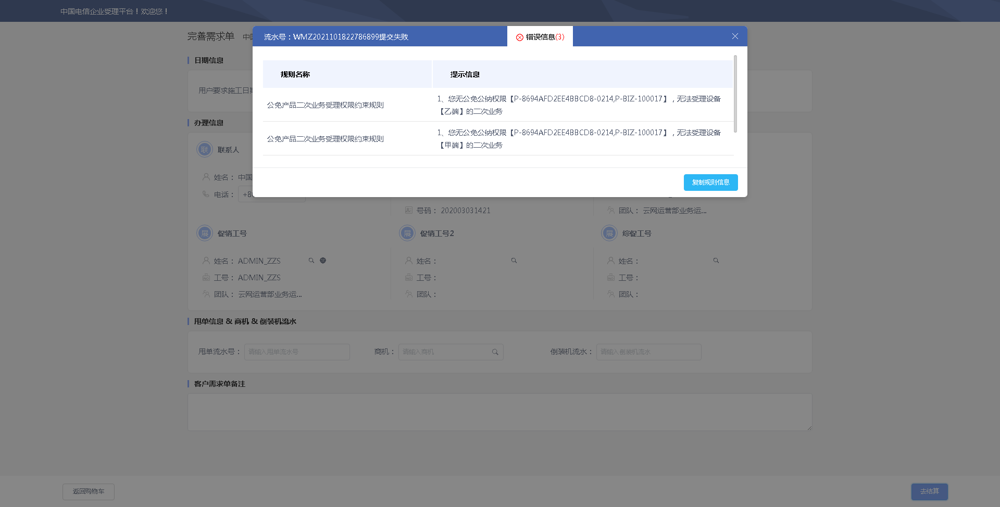 中国电信企业受理平台！欢迎您！
完善需求单 中国
流水号：WMZ2021101822786899提交失败
错误信息(3)
日期信息
规则名称 提示信息
用户要求施工日期
公免产品二次业务受理权限约束规则
1、您无公免公纳权限【P-8694AFD2EE4BBCD8-0214,P-BIZ-100017】，无法受理设备
【乙端】的二次业务
办理信息
公免产品二次业务受理权限约束规则
1、您无公免公纳权限【P-8694AFD2EE4BBCD8-0214,P-BIZ-100017】，无法受理设备
【甲端】的二次业务
联 联系人
姓名： 中国
复制规则信息
电话： +86
号码： 202003031421
团队： 云网运营部业务运...
展 促销工号
展 促销工号2
展 综促工号
姓名： ADMIN_ZZS
姓名：
姓名：
工号： ADMIN_ZZS
工号：
工号：
团队： 云网运营部业务运...
团队：
团队：
甩单信息 & 商机 & 倒装机流水
甩单流水号： 请输入甩单流水号
商机： 请输入商机
倒装机流水： 请输入倒装机流水
客户需求单备注
返回购物车
去结算